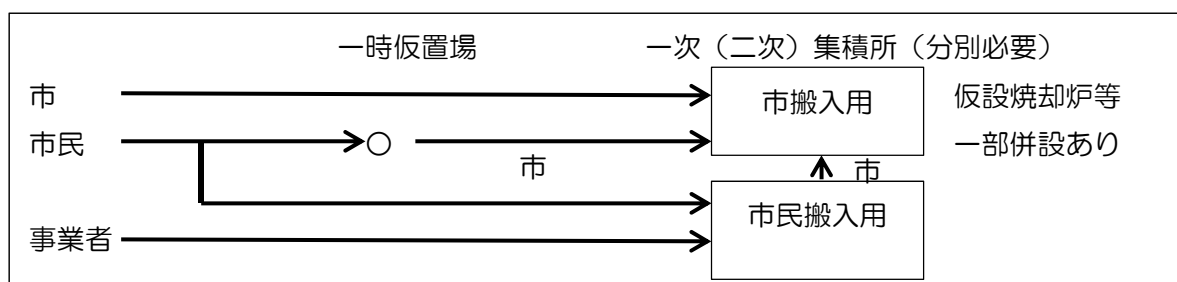 一時仮置場 一次（二次）集積所（分別必要）
市 市搬入用 仮設焼却炉等
市民 ○ 一部併設あり
市 市
市民搬入用
事業者